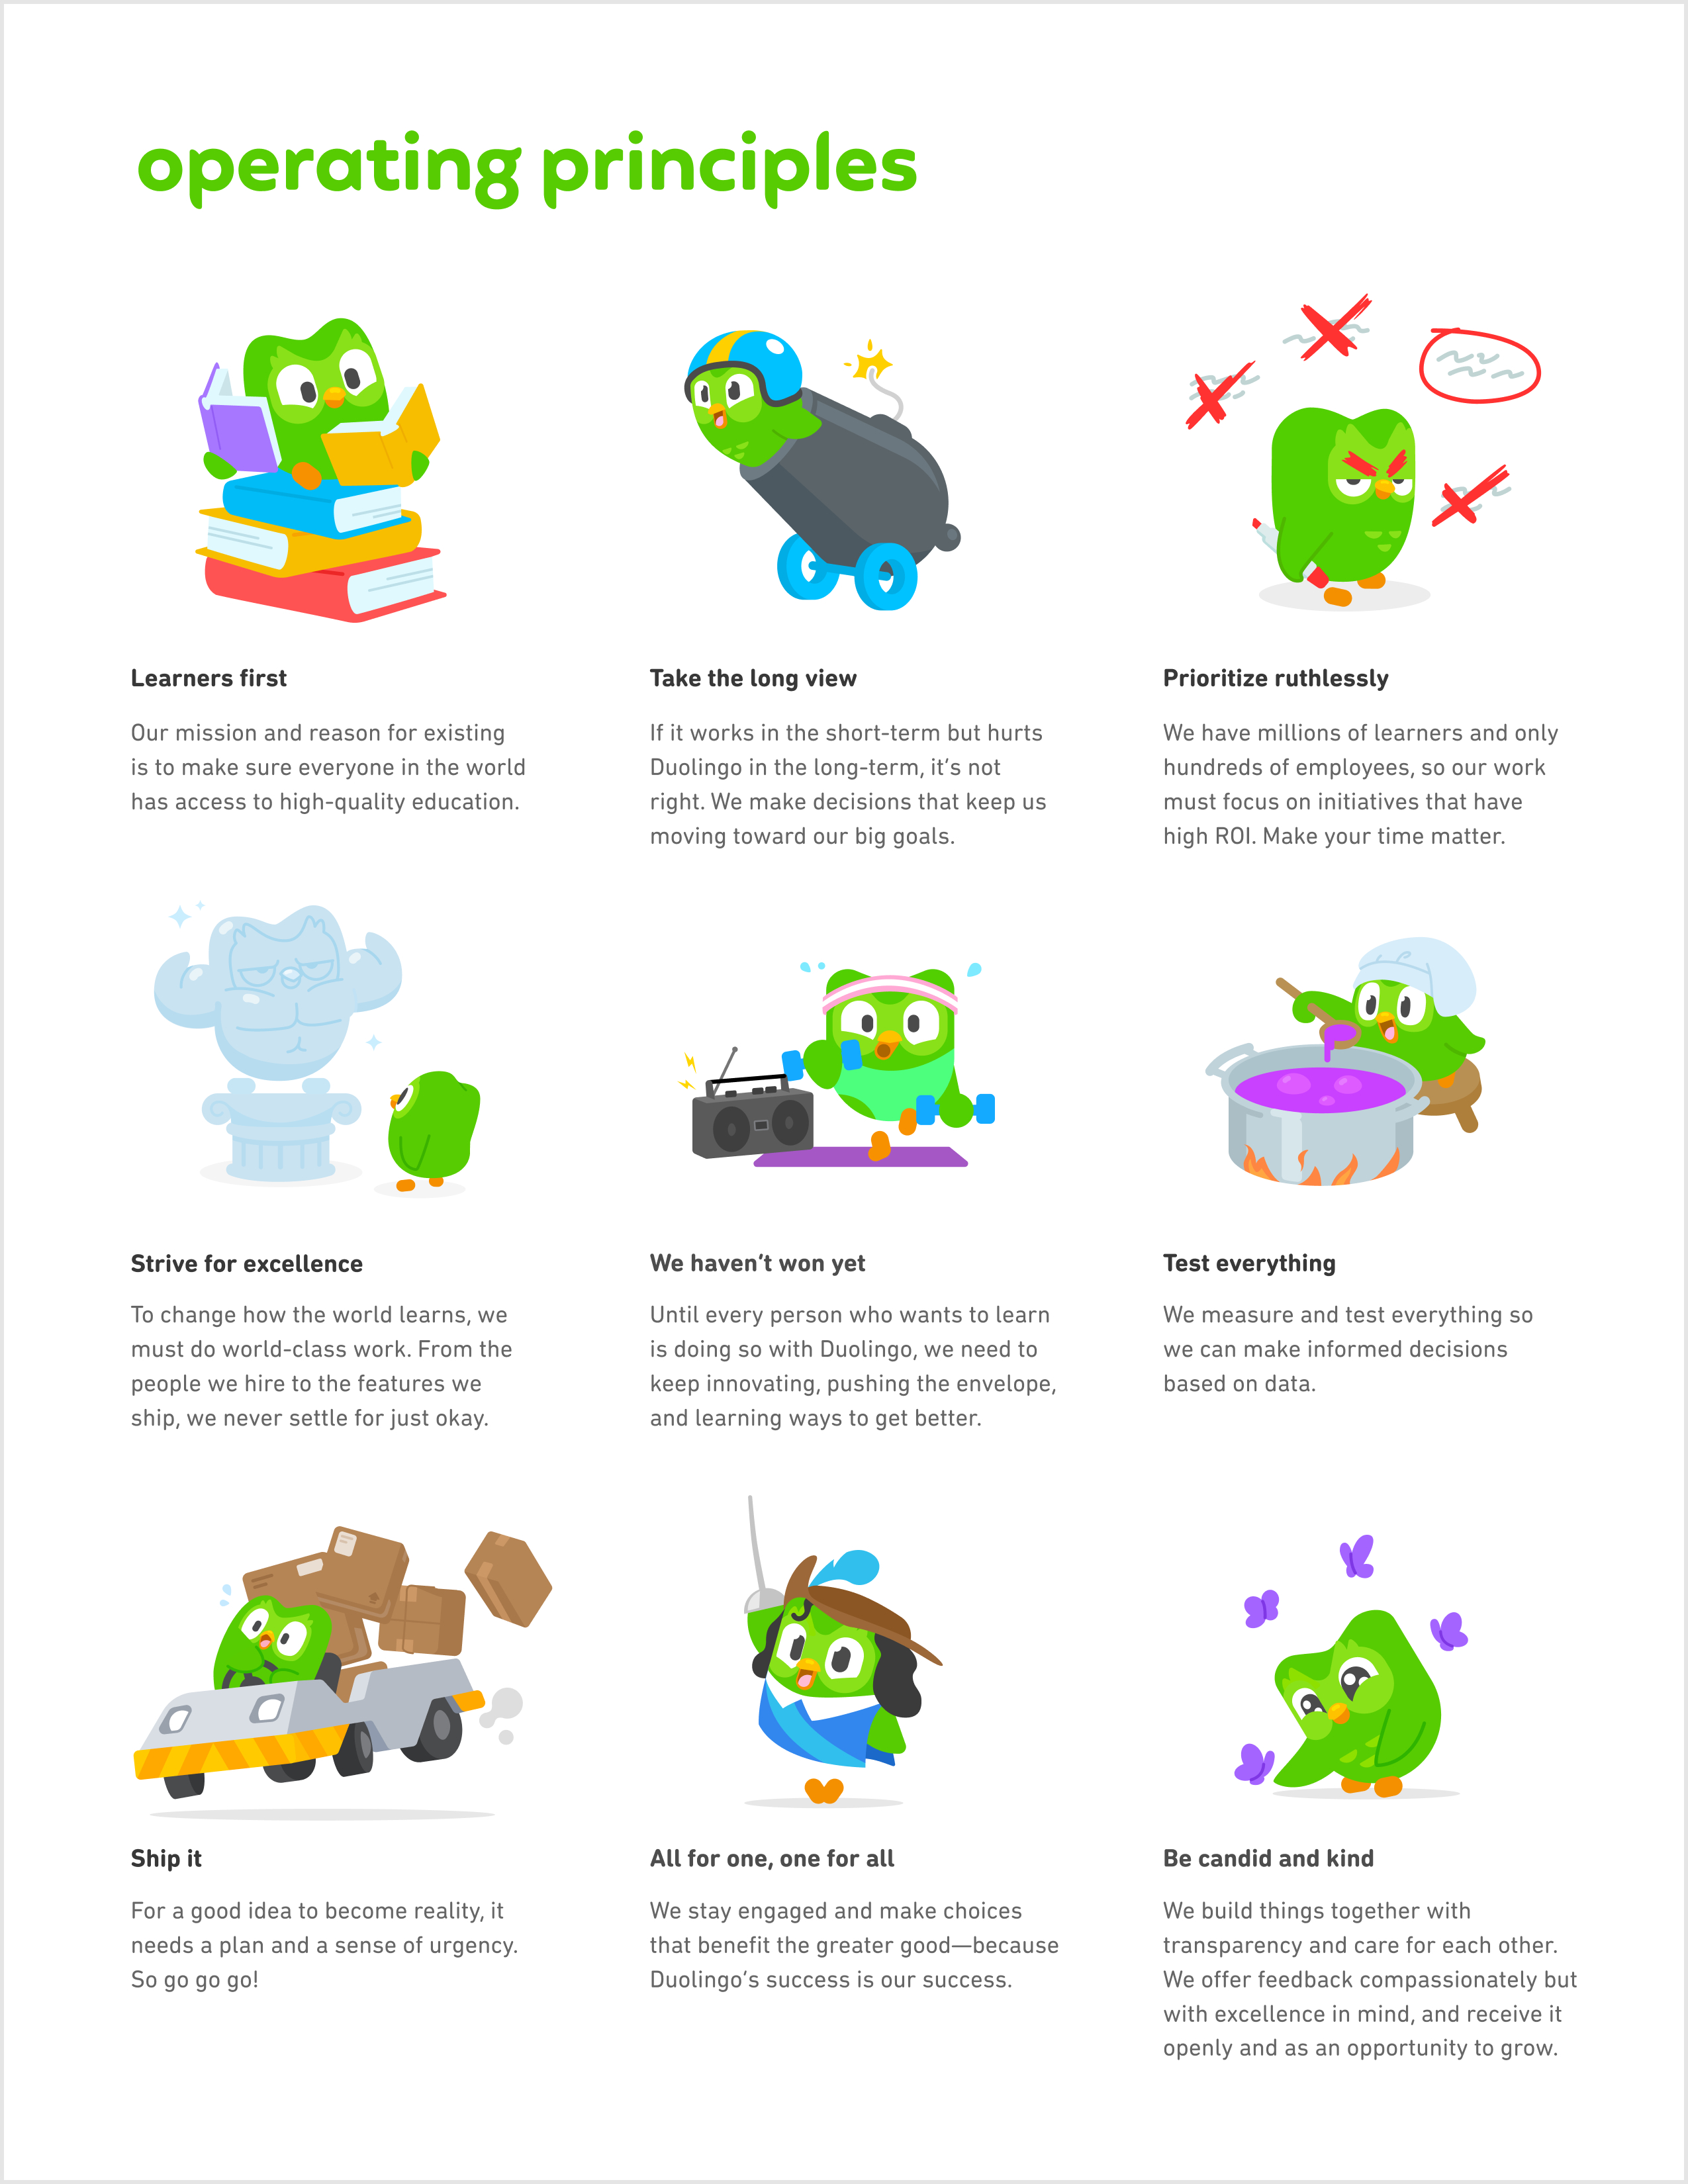 operating principles
Learners first
Our mission and reason for existing
is to make sure everyone in the world
has access to high-quality education.
Take the long view
If it works in the short-term but hurts
Duolingo in the long-term, it’s not
right. We make decisions that keep us
moving toward our big goals.
Prioritize ruthlessly
We have millions of learners and only
hundreds of employees, so our work
must focus on initiatives that have
high ROI. Make your time matter.
Strive for excellence
To change how the world learns, we
must do world-class work. From the
people we hire to the features we
ship, we never settle for just okay.
We haven’t won yet
Until every person who wants to learn
is doing so with Duolingo, we need to
keep innovating, pushing the envelope,
and learning ways to get better.
Test everything
We measure and test everything so
we can make informed decisions
based on data.
Ship it
For a good idea to become reality, it
needs a plan and a sense of urgency.
So go go go!
All for one, one for all
We stay engaged and make choices
that benefit the greater good—because
Duolingo’s success is our success.
Be candid and kind
We build things together with
transparency and care for each other.
We offer feedback compassionately but
with excellence in mind, and receive it
openly and as an opportunity to grow.